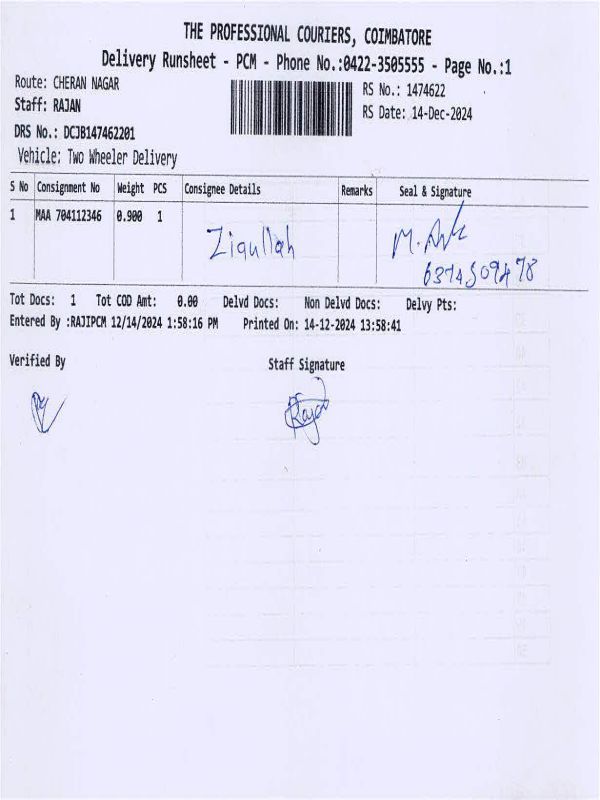 THE PROFESSIONAL COURIERS, COIMBATORE
Delivery Runsheet - PCM - Phone No.:0422-3505555 - Page No.:1
Route: CHERAN NAGAR
RS No.: 1474622
Staff: RAJAN
RS Date: 14-Dec-2024
DRS No.: DCJB147462201
Vehicle: Two Wheeler Delivery
S No Consignment No Weight PCS Consignee Details Remarks Seal & Signature
1 MAA 704112346 0.900 1
Ziaullah M.
6374509478
Tot Docs: 1 Tot COD Amt: 0.00 Delvd Docs: Non Delvd Docs: Delvy Pts:
Entered By :RAJIPCM 12/14/2024 1:58:16 PM Printed On: 14-12-2024 13:58:41
Verified By Staff Signature